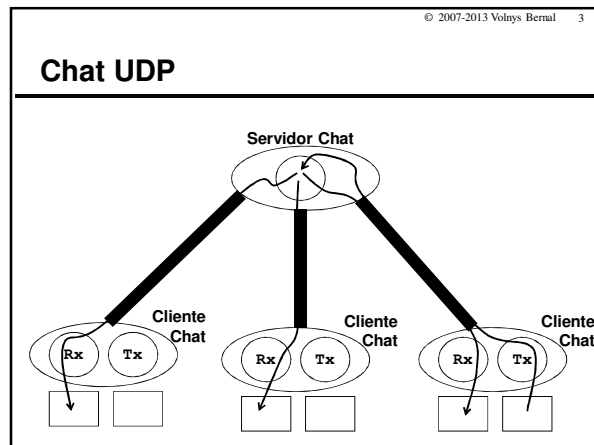 © 2007-2013 Volnys Bernal 3
Chat UDP
Servidor Chat
Cliente
Chat
Rx Tx
Cliente
Chat
Rx Tx
Cliente
Chat
Rx Tx